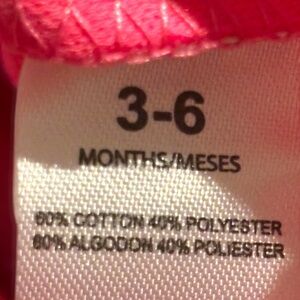 3-6
MONTHS/MESES
60% COTTON 40% POLYESTER
60% ALGODON 40% POLIESTER